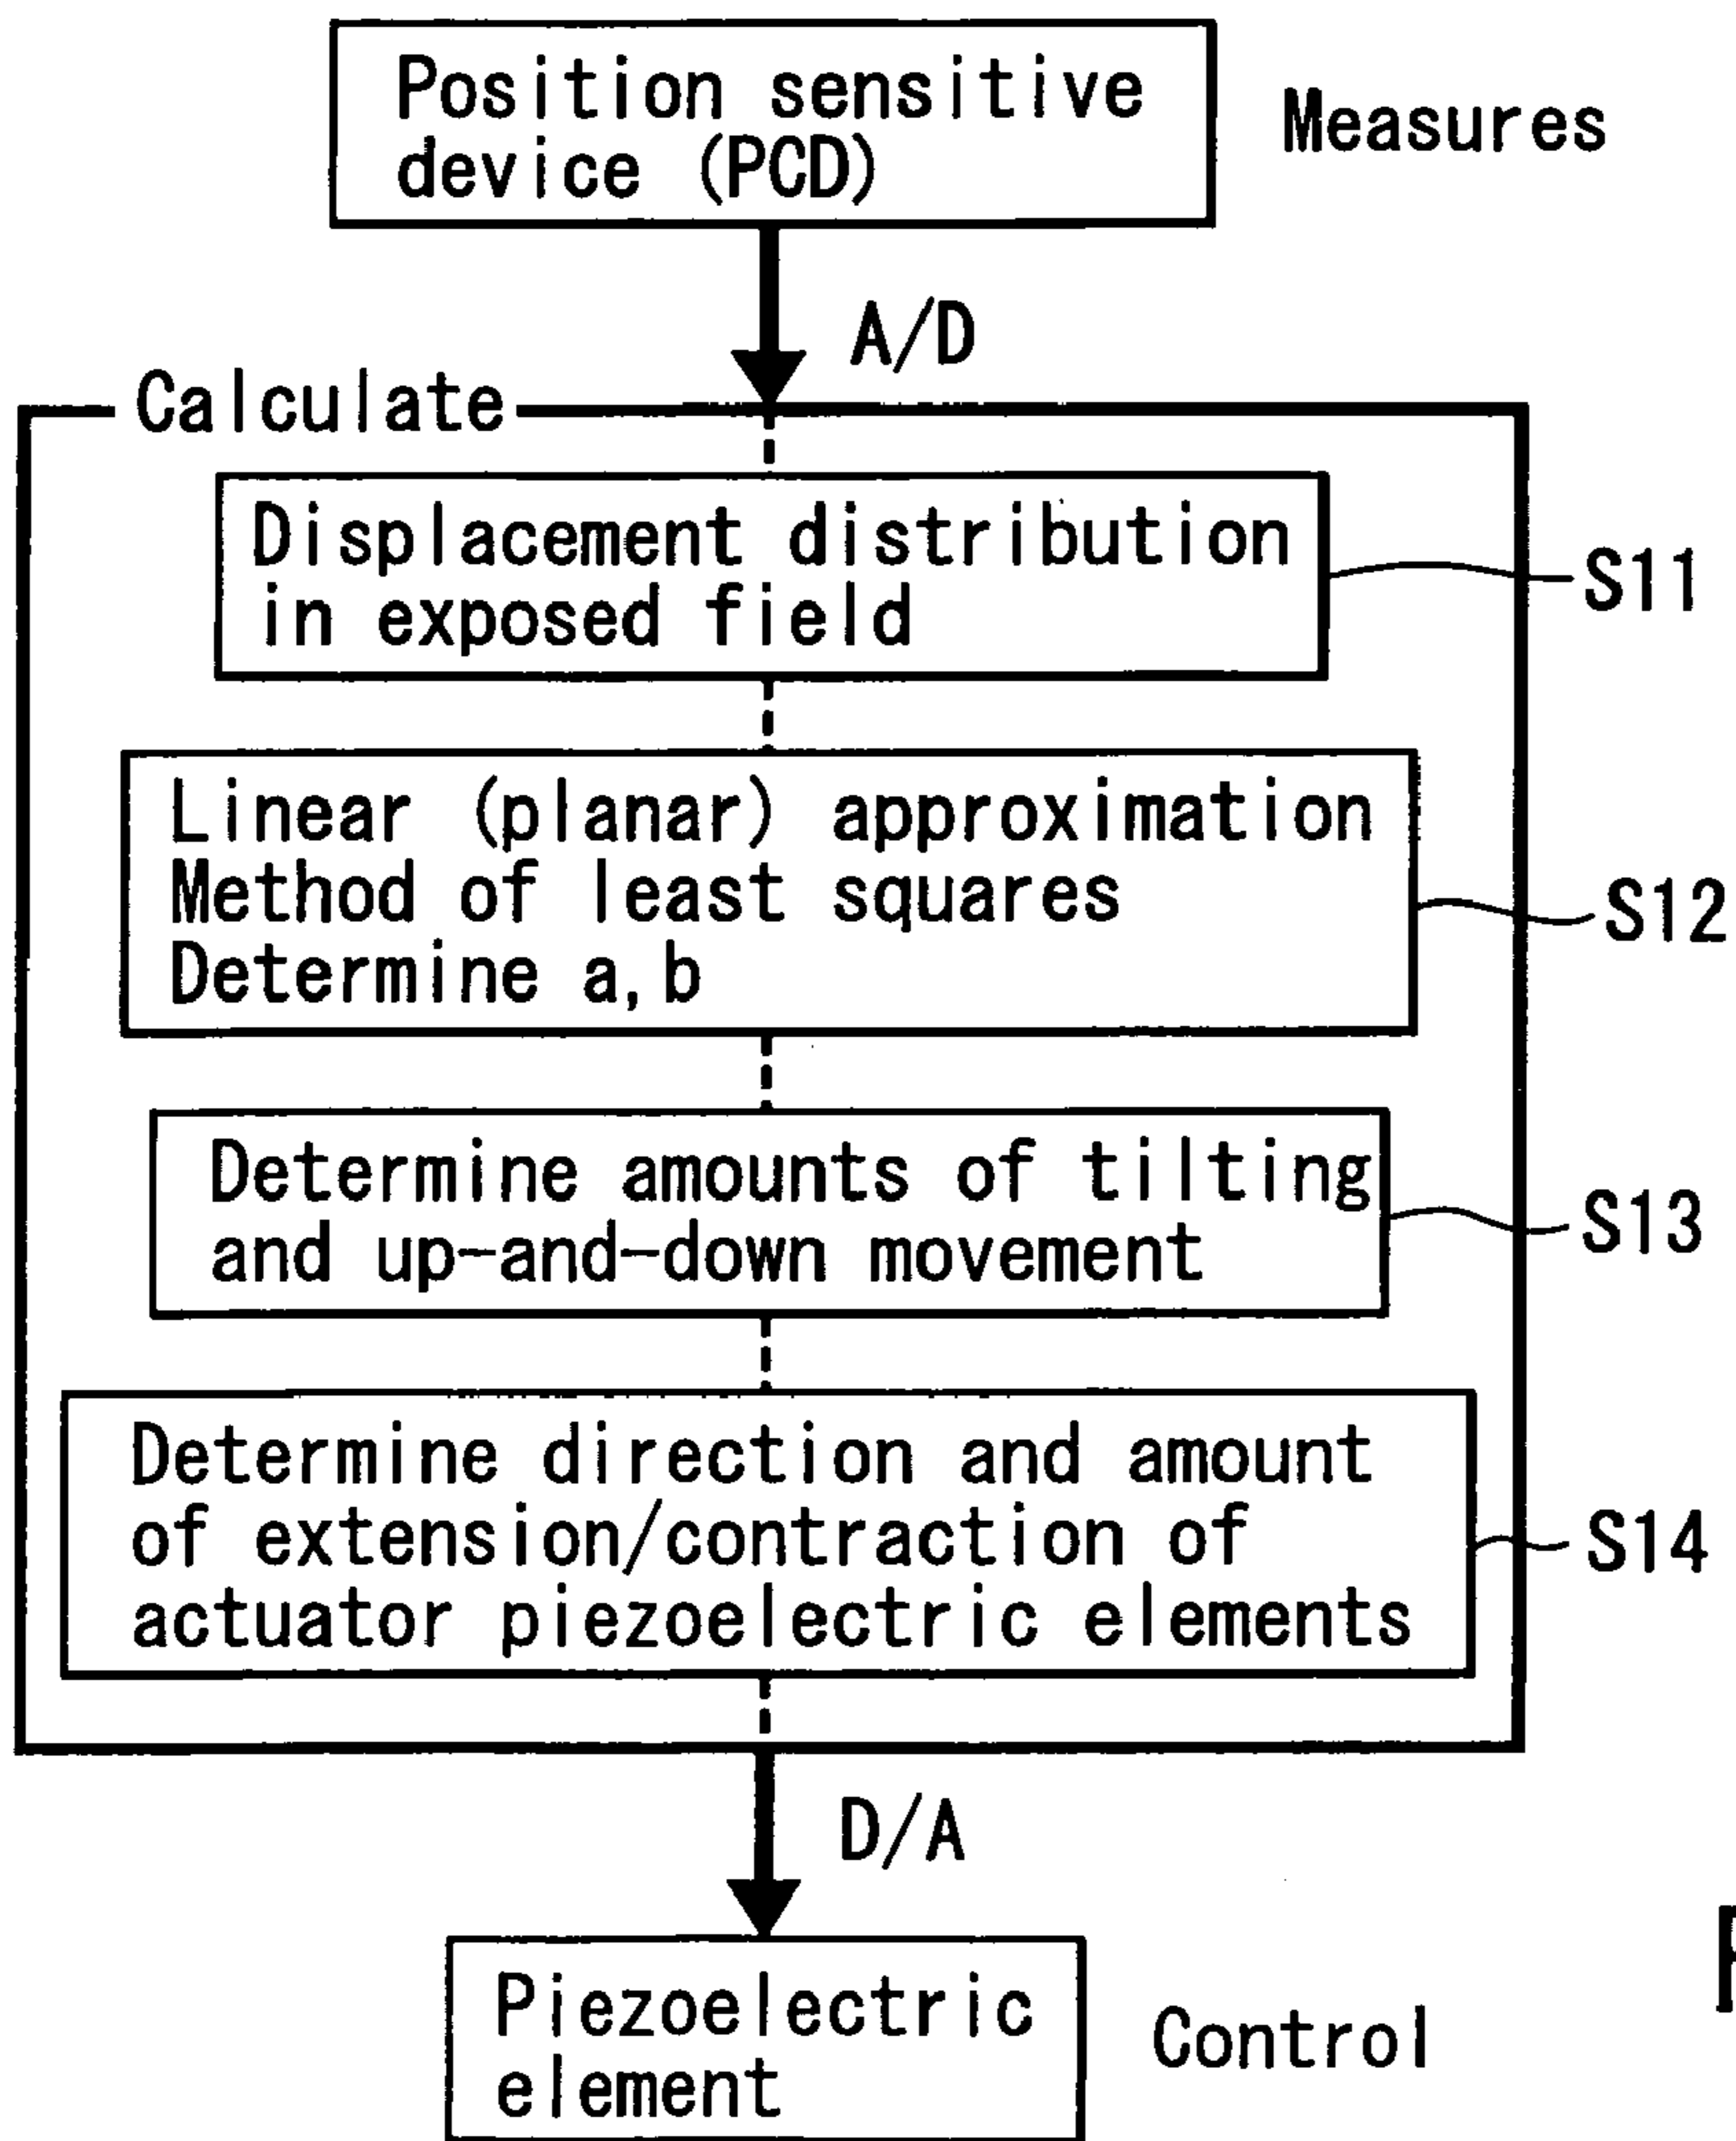 Position sensitive
device (PCD)
Measures
A/D
Calculate
Displacement distribution
in exposed field
S11
Linear (planar) approximation
Method of least squares
Determine a,b
S12
Determine amounts of tilting
and up-and-down movement
S13
Determine direction and amount
of extension/contraction of
actuator piezoelectric elements
S14
D/A
Piezoelectric
element
Control